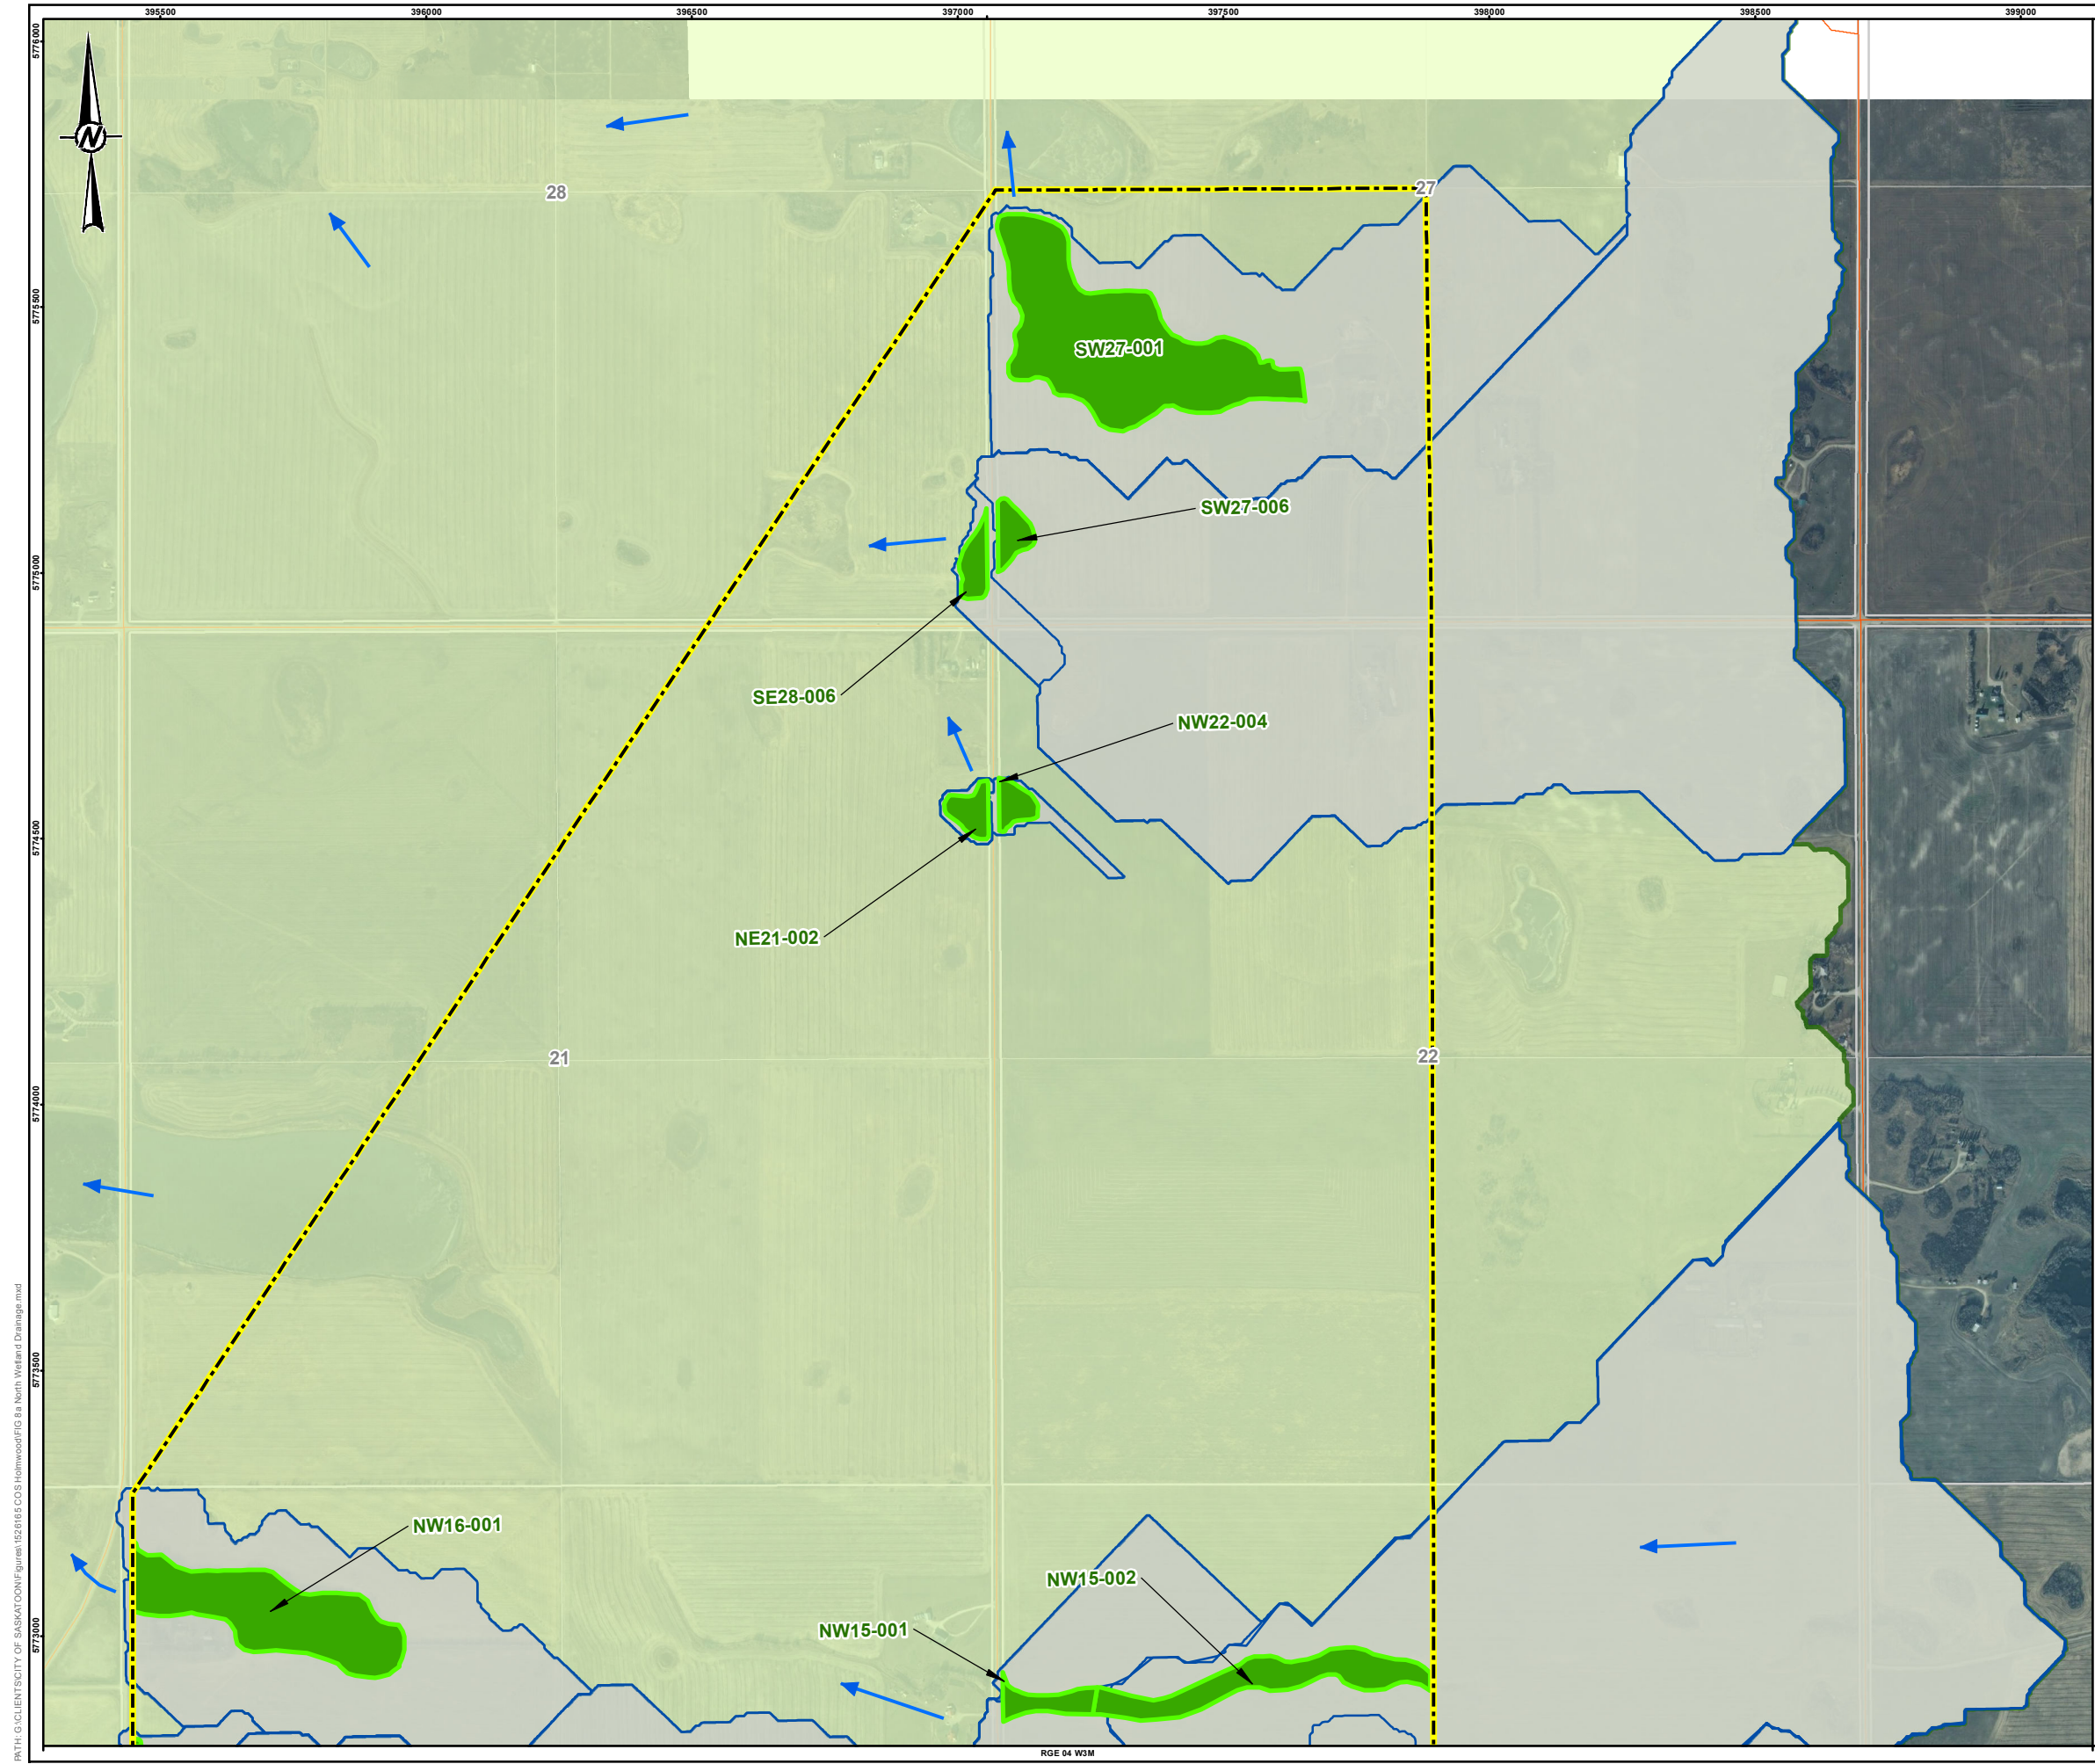 395500 396000 396500 397000 397500 398000 398500 399000
5776000
N
28
27
5775500
SW27-001
SW27-006
5775000
SE28-006
NW22-004
5774500
NE21-002
21
22
5774000
5773500
NW16-001
NW15-002
NW15-001
5773000
RGE 04 W3M
PATH: G:\CLIENTS\CITY OF SASKATOON\Figures\1526165 COS Holmwood\FIG 8a North Wetland Drainage.mxd